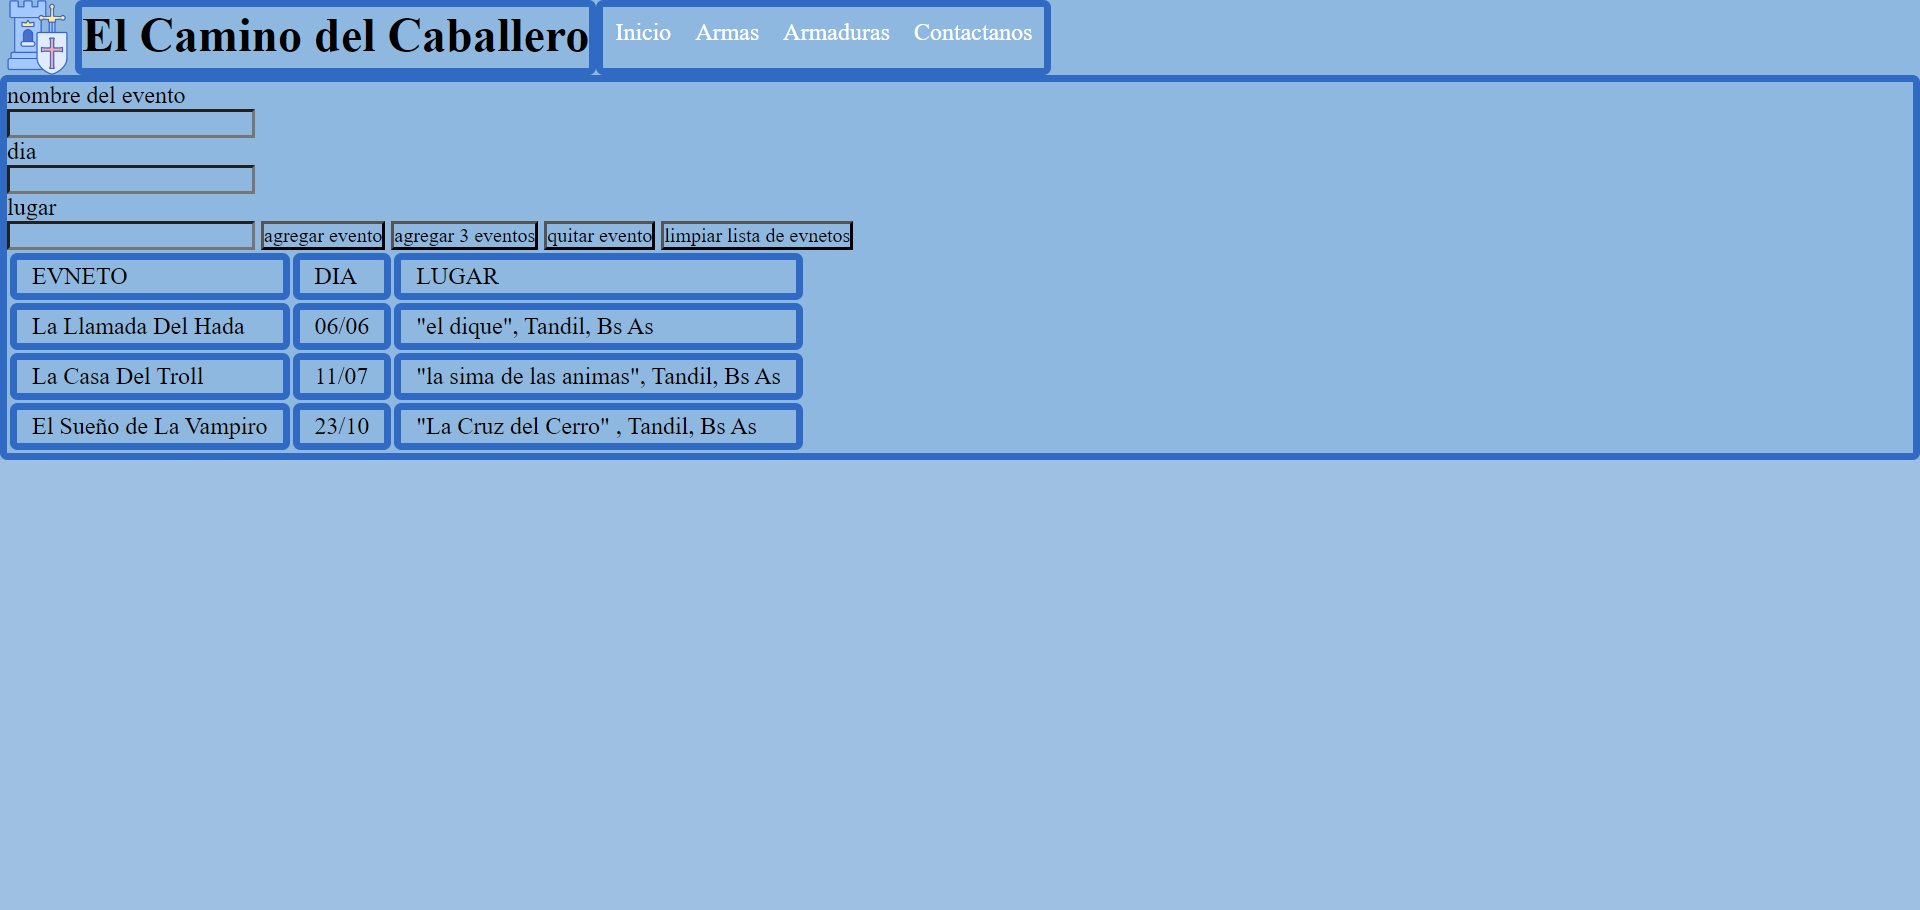 El Camino del Caballero
Inicio Armas Armaduras Contactanos
nombre del evento
dia
lugar
agregar evento agregar 3 eventos quitar evento limpiar lista de evnetos
EVNETO DIA LUGAR
La Llamada Del Hada 06/06 "el dique", Tandil, Bs As
La Casa Del Troll 11/07 "la sima de las animas", Tandil, Bs As
El Sueño de La Vampiro 23/10 "La Cruz del Cerro" , Tandil, Bs As